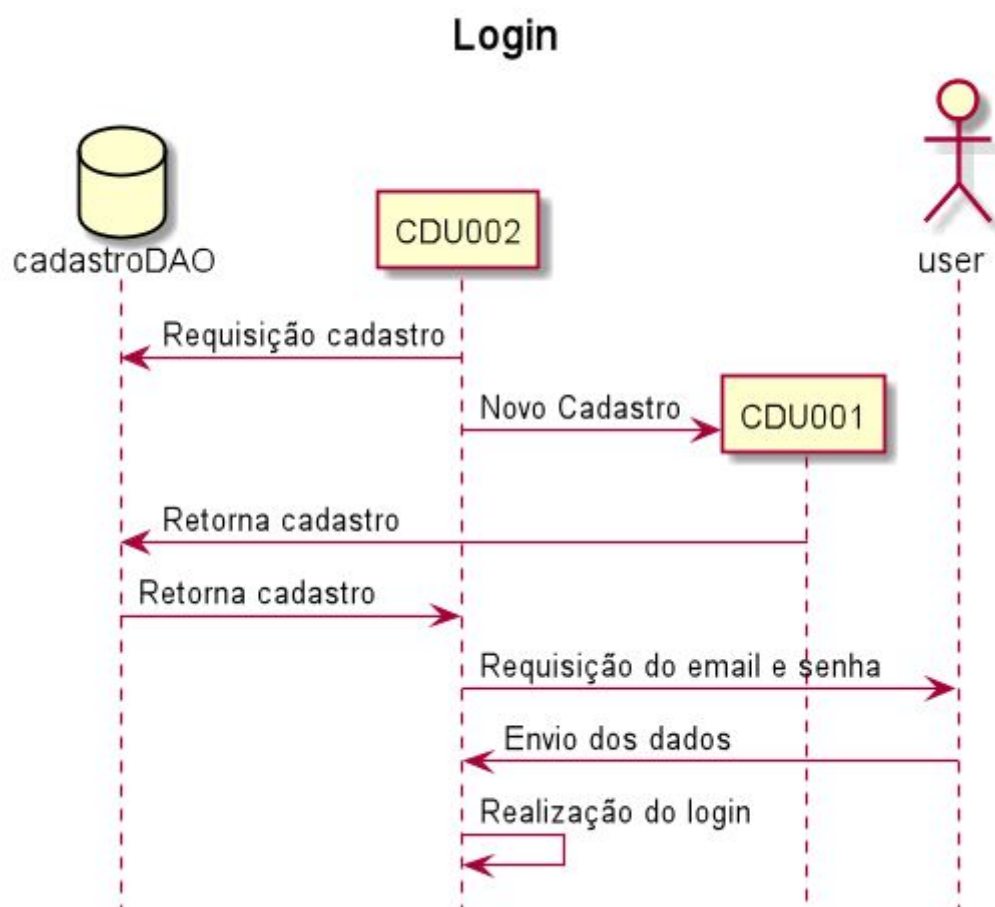 Login
cadastroDAO
CDU002
user
Requisição cadastro
Novo Cadastro
CDU001
Retorna cadastro
Retorna cadastro
Requisição do email e senha
Envio dos dados
Realização do login